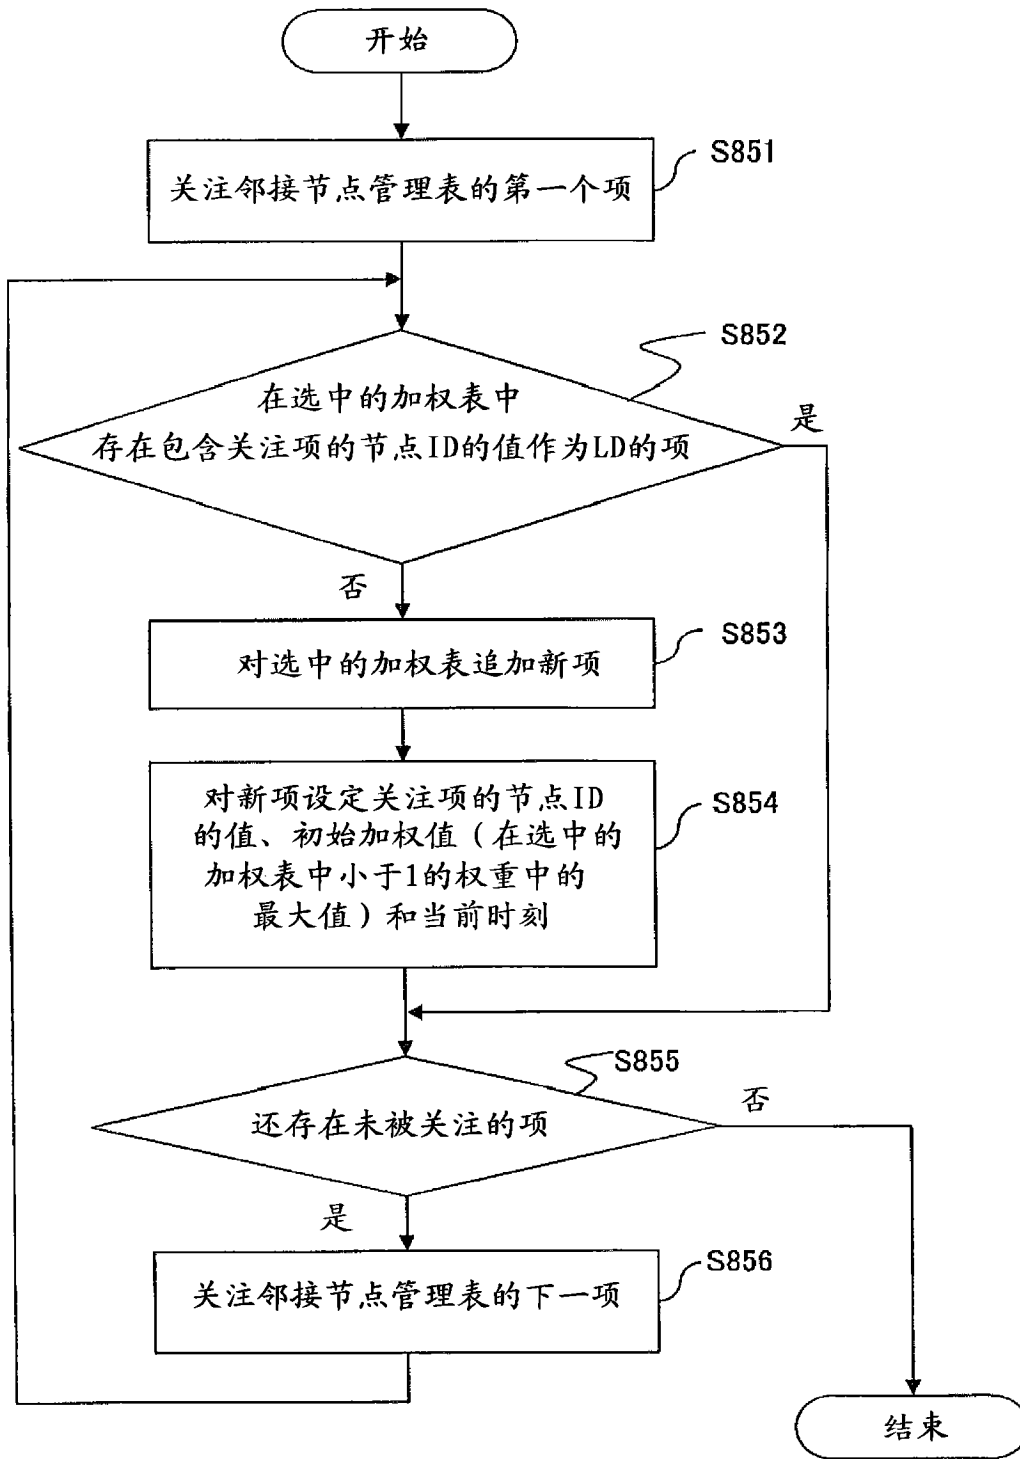 开始
关注邻接节点管理表的第一个项
S851
S852
在选中的加权表中
存在包含关注项的节点ID的值作为LD的项
是
否
对选中的加权表追加新项
S853
对新项设定关注项的节点ID
的值、初始加权值（在选中的
加权表中小于1的权重中的
最大值）和当前时刻
S854
S855
还存在未被关注的项
否
是
关注邻接节点管理表的下一项
S856
结束